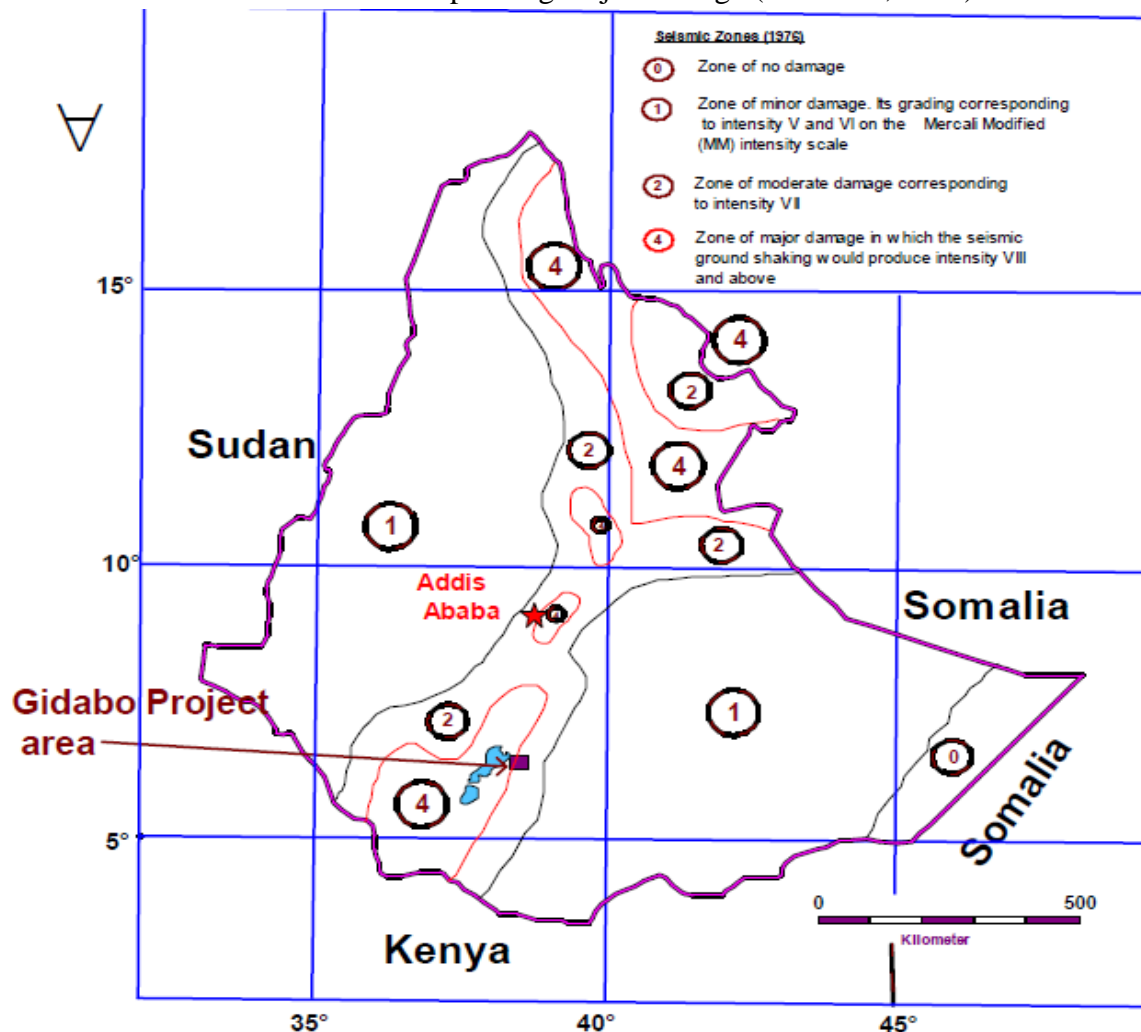 Seismic Zones (1976)
0 Zone of no damage
1 Zone of minor damage. Its grading corresponding
to intensity V and VI on the Mercali Modified
(MM) intensity scale
2 Zone of moderate damage corresponding
to intensity VII
4 Zone of major damage in which the seismic
ground shaking would produce intensity VIII
and above
4
15°
4
2
Sudan
2
4
1
2
10°
Addis
Ababa
Somalia
Gidabo Project
area
2
1
0
4
Somalia
5°
0 500
Kilometer
Kenya
35° 40° 45°